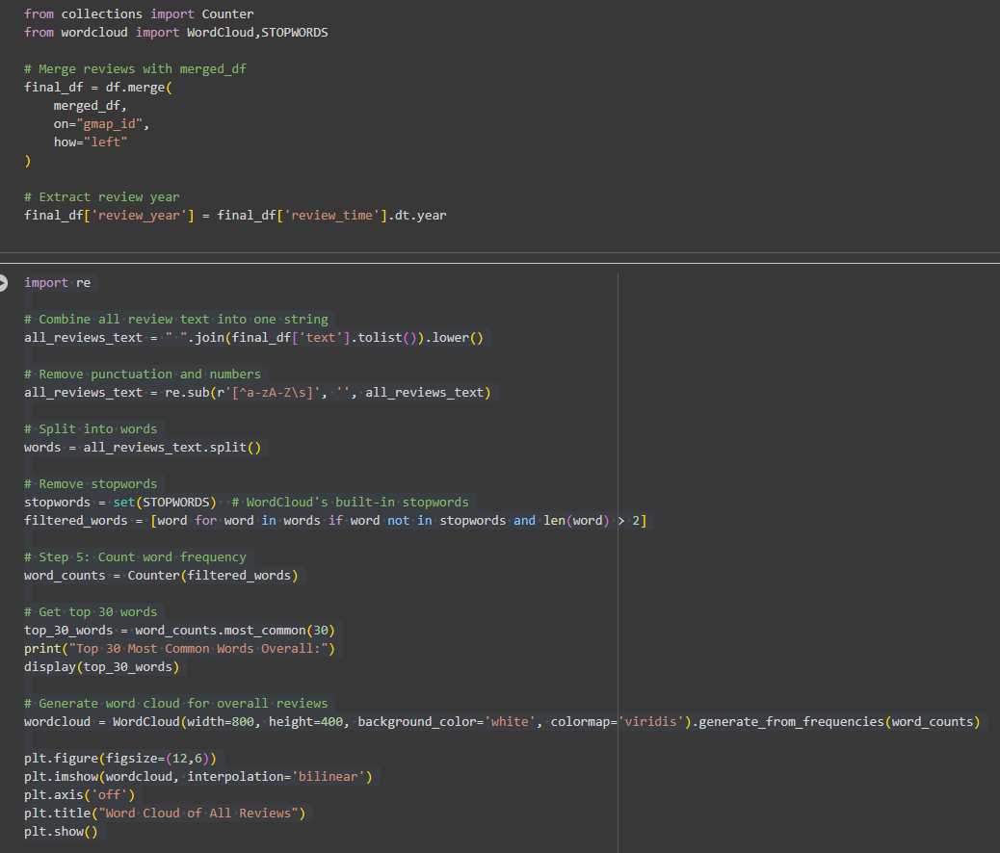 from collections import Counter
from wordcloud import WordCloud,STOPWORDS
# Merge reviews with merged_df
final_df = df.merge(
    merged_df,
    on="gmap_id",
    how="left"
)
# Extract review year
final_df['review_year'] = final_df['review_time'].dt.year
import re
# Combine all review text into one string
all_reviews_text = " ".join(final_df['text'].tolist()).lower()
# Remove punctuation and numbers
all_reviews_text = re.sub(r'[^a-zA-Z\s]', '', all_reviews_text)
# Split into words
words = all_reviews_text.split()
# Remove stopwords
stopwords = set(STOPWORDS)  # WordCloud's built-in stopwords
filtered_words = [word for word in words if word not in stopwords and len(word) > 2]
# Step 5: Count word frequency
word_counts = Counter(filtered_words)
# Get top 30 words
top_30_words = word_counts.most_common(30)
print("Top 30 Most Common Words Overall:")
display(top_30_words)
# Generate word cloud for overall reviews
wordcloud = WordCloud(width=800, height=400, background_color='white', colormap='viridis').generate_from_frequencies(word_counts)
plt.figure(figsize=(12,6))
plt.imshow(wordcloud, interpolation='bilinear')
plt.axis('off')
plt.title("Word Cloud of All Reviews")
plt.show()